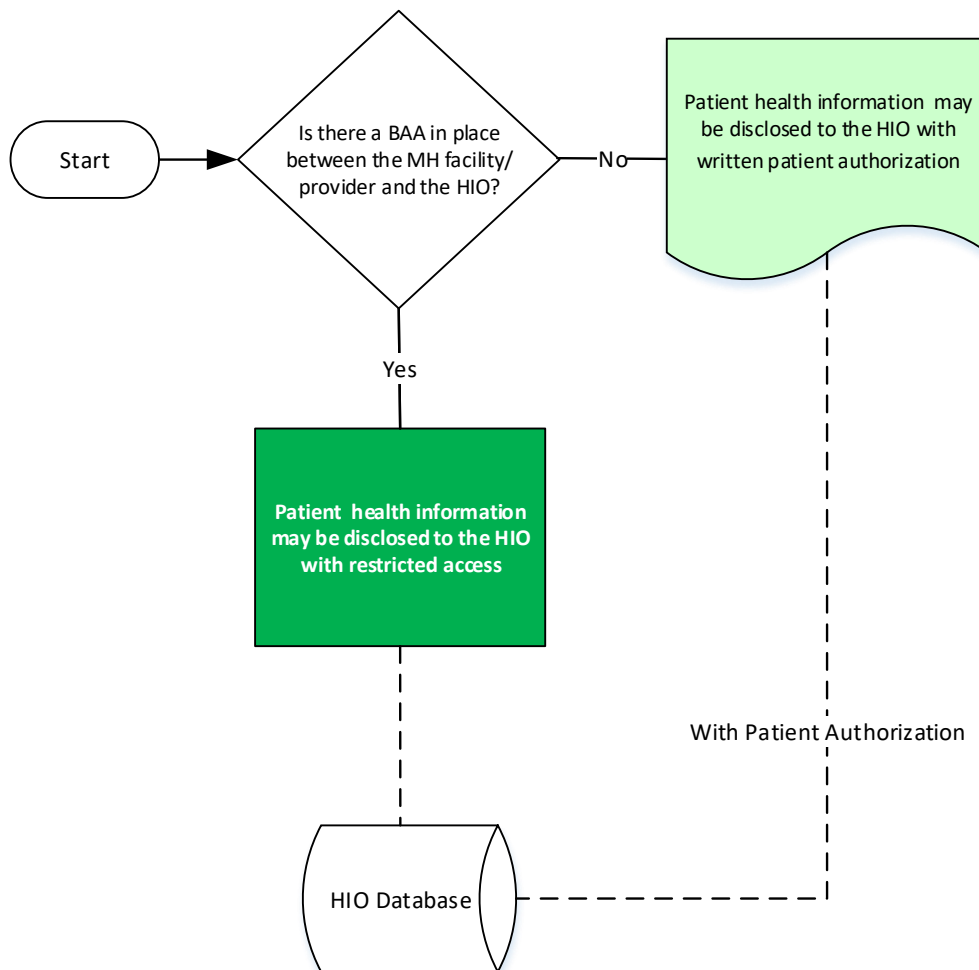 Start
Is there a BAA in place
between the MH facility/
provider and the HIO?
No
Patient health information may
be disclosed to the HIO with
written patient authorization
Yes
Patient health information
may be disclosed to the HIO
with restricted access
With Patient Authorization
HIO Database